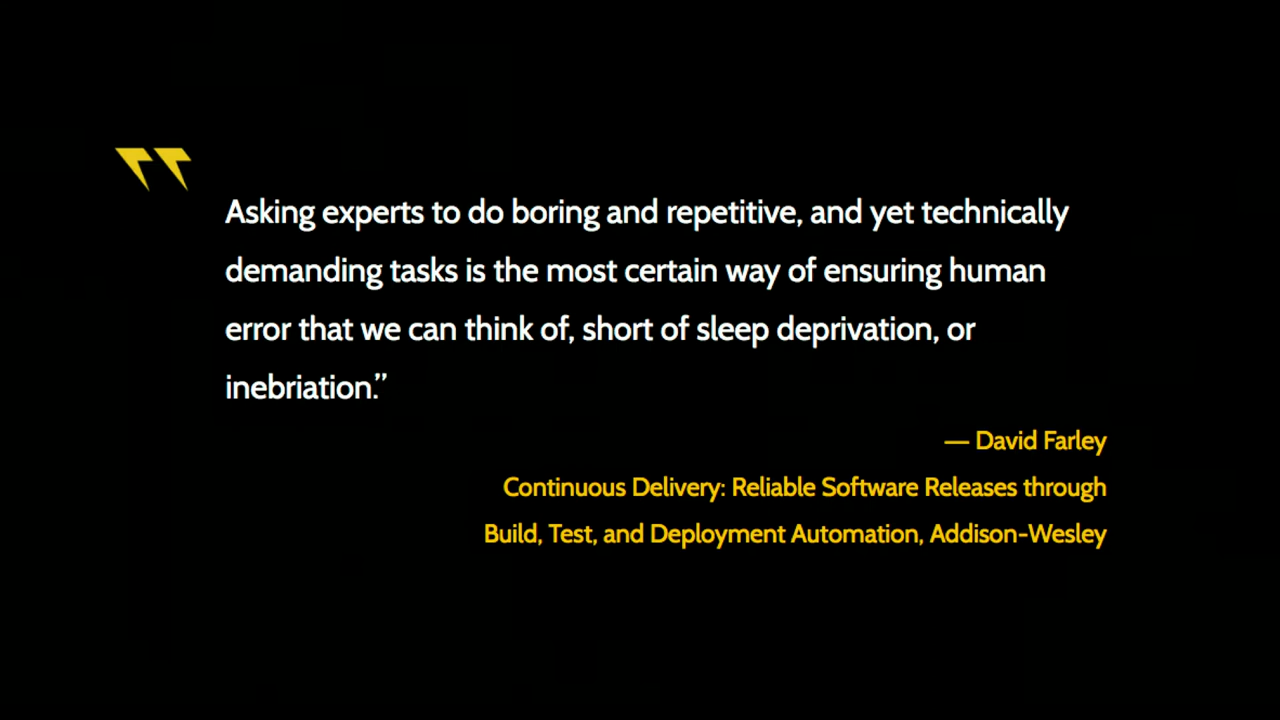 Asking experts to do boring and repetitive, and yet technically
demanding tasks is the most certain way of ensuring human
error that we can think of, short of sleep deprivation, or
inebriation.”
— David Farley
Continuous Delivery: Reliable Software Releases through
Build, Test, and Deployment Automation, Addison-Wesley